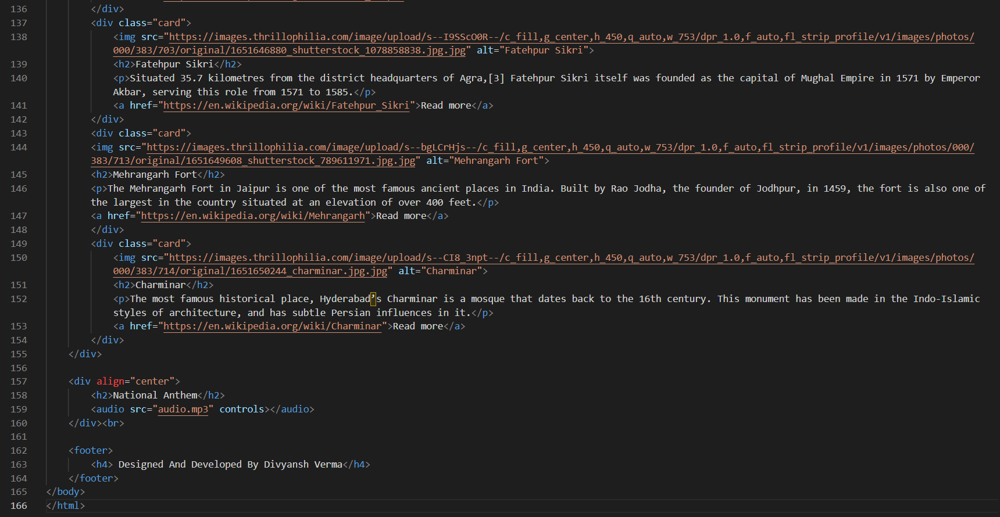 136 </div>
137 <div class="card">
138 <img src="https://images.thrillophilia.com/image/upload/s--I9SScO0R--/c_fill,g_center,h_450,q_auto,w_753/dpr_1.0,f_auto,fl_strip_profile/v1/images/photos/
000/383/703/original/1651646880_shutterstock_1078858838.jpg.jpg" alt="Fatehpur Sikri">
139 <h2>Fatehpur Sikri</h2>
140 <p>Situated 35.7 kilometres from the district headquarters of Agra,[3] Fatehpur Sikri itself was founded as the capital of Mughal Empire in 1571 by Emperor
Akbar, serving this role from 1571 to 1585.</p>
141 <a href="https://en.wikipedia.org/wiki/Fatehpur_Sikri">Read more</a>
142 </div>
143 <div class="card">
144 <img src="https://images.thrillophilia.com/image/upload/s--bgLCrHjs--/c_fill,g_center,h_450,q_auto,w_753/dpr_1.0,f_auto,fl_strip_profile/v1/images/photos/000/
383/713/original/1651649608_shutterstock_789611971.jpg.jpg" alt="Mehrangarh Fort">
145 <h2>Mehrangarh Fort</h2>
146 <p>The Mehrangarh Fort in Jaipur is one of the most famous ancient places in India. Built by Rao Jodha, the founder of Jodhpur, in 1459, the fort is also one of
the largest in the country situated at an elevation of over 400 feet.</p>
147 <a href="https://en.wikipedia.org/wiki/Mehrangarh">Read more</a>
148 </div>
149 <div class="card">
150 <img src="https://images.thrillophilia.com/image/upload/s--CI8_3npt--/c_fill,g_center,h_450,q_auto,w_753/dpr_1.0,f_auto,fl_strip_profile/v1/images/photos/
000/383/714/original/1651650244_charminar.jpg.jpg" alt="Charminar">
151 <h2>Charminar</h2>
152 <p>The most famous historical place, Hyderabad’s Charminar is a mosque that dates back to the 16th century. This monument has been made in the Indo-Islamic
styles of architecture, and has subtle Persian influences in it.</p>
153 <a href="https://en.wikipedia.org/wiki/Charminar">Read more</a>
154 </div>
155 </div>
156
157 <div align="center">
158 <h2>National Anthem</h2>
159 <audio src="audio.mp3" controls></audio>
160 </div><br>
161
162 <footer>
163 <h4> Designed And Developed By Divyansh Verma</h4>
164 </footer>
165 </body>
166 </html>